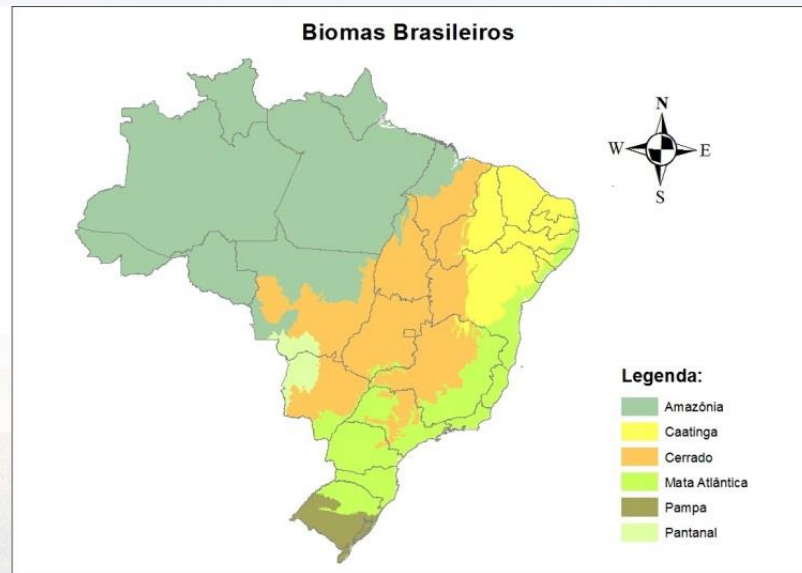 Biomas Brasileiros
N
W
E
S
Legenda:
Amazônia
Caatinga
Cerrado
Mata Atlântica
Pampa
Pantanal